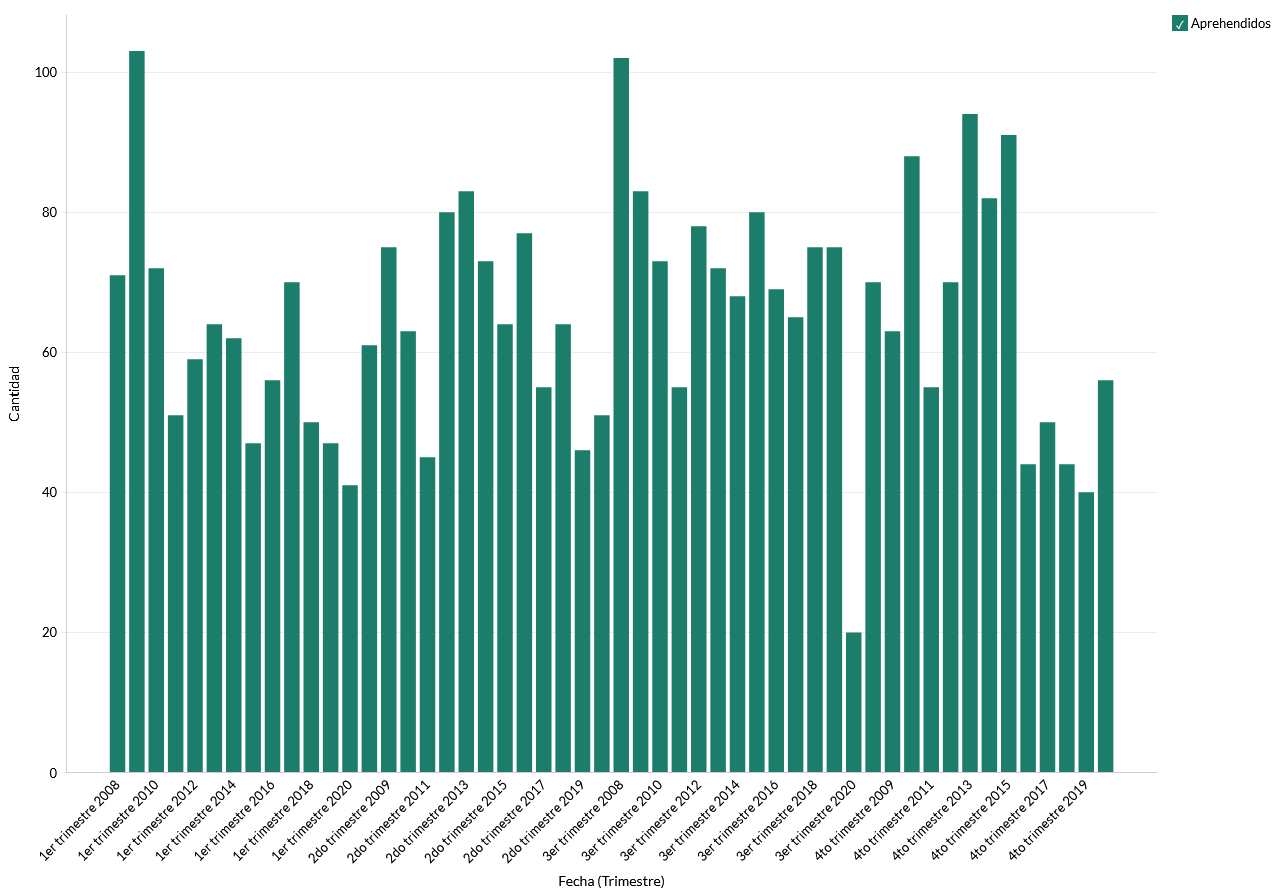 Aprehendidos
100
80
60
40
20
0
Cantidad
1er trimestre 2008
1er trimestre 2010
1er trimestre 2012
1er trimestre 2014
1er trimestre 2016
1er trimestre 2018
1er trimestre 2020
2do trimestre 2009
2do trimestre 2011
2do trimestre 2013
2do trimestre 2015
2do trimestre 2017
2do trimestre 2019
3er trimestre 2008
3er trimestre 2010
3er trimestre 2012
3er trimestre 2014
3er trimestre 2016
3er trimestre 2018
3er trimestre 2020
4to trimestre 2009
4to trimestre 2011
4to trimestre 2013
4to trimestre 2015
4to trimestre 2017
4to trimestre 2019
Fecha (Trimestre)